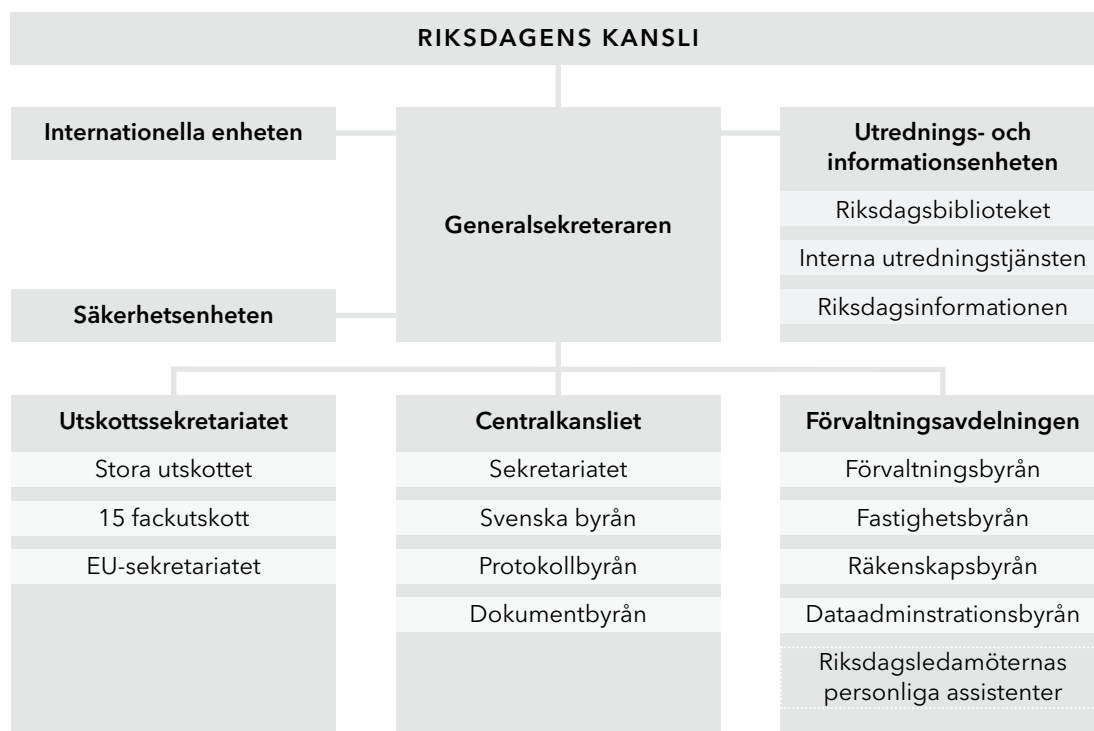 RIKSDAGENS KANSLI
Internationella enheten
Generalsekreteraren
Utrednings- och
informationsenheten
Riksdagsbiblioteket
Interna utredningstjänsten
Riksdagsinformationen
Säkerhetsenheten
Utskottssekretariatet
Stora utskottet
15 fackutskott
EU-sekretariatet
Centralkansliet
Sekretariatet
Svenska byrån
Protokollbyrån
Dokumentbyrån
Förvaltningsavdelningen
Förvaltningsbyrån
Fastighetsbyrån
Räkenskapsbyrån
Dataadminstrationsbyrån
Riksdagsledamöternas
personliga assistenter